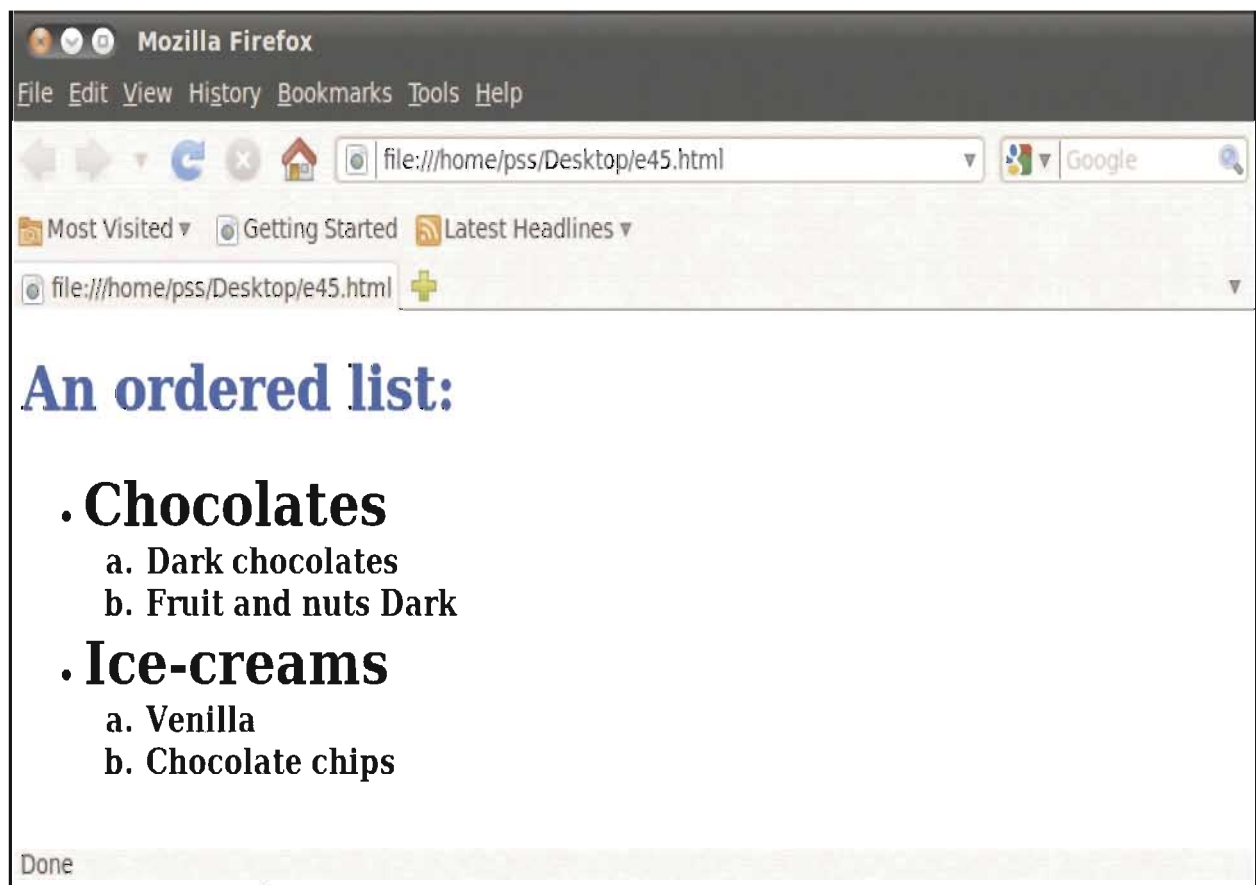 Mozilla Firefox
File Edit View History Bookmarks Tools Help
file:///home/pss/Desktop/e45.html Google
Most Visited Getting Started Latest Headlines
file:///home/pss/Desktop/e45.html
An ordered list:
• Chocolates
a. Dark chocolates
b. Fruit and nuts Dark
• Ice-creams
a. Venilla
b. Chocolate chips
Done